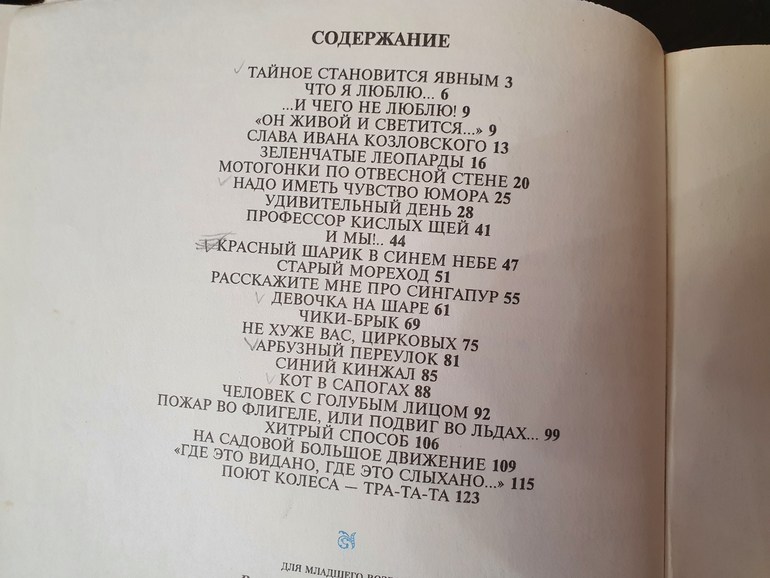 СОДЕРЖАНИЕ
ТАЙНОЕ СТАНОВИТСЯ ЯВНЫМ 3
ЧТО Я ЛЮБЛЮ... 6
...И ЧЕГО НЕ ЛЮБЛЮ! 9
«ОН ЖИВОЙ И СВЕТИТСЯ...» 9
СЛАВА ИВАНА КОЗЛОВСКОГО 13
ЗЕЛЕНЧАТЫЕ ЛЕОПАРДЫ 16
МОТОГОНКИ ПО ОТВЕСНОЙ СТЕНЕ 20
НАДО ИМЕТЬ ЧУВСТВО ЮМОРА 25
УДИВИТЕЛЬНЫЙ ДЕНЬ 28
ПРОФЕССОР КИСЛЫХ ЩЕЙ 41
И МЫ!.. 44
КРАСНЫЙ ШАРИК В СИНЕМ НЕБЕ 47
СТАРЫЙ МОРЕХОД 51
РАССКАЖИТЕ МНЕ ПРО СИНГАПУР 55
ДЕВОЧКА НА ШАРЕ 61
ЧИКИ-БРЫК 69
НЕ ХУЖЕ ВАС, ЦИРКОВЫХ 75
АРБУЗНЫЙ ПЕРЕУЛОК 81
СИНИЙ КИНЖАЛ 85
КОТ В САПОГАХ 88
ЧЕЛОВЕК С ГОЛУБЫМ ЛИЦОМ 92
ПОЖАР ВО ФЛИГЕЛЕ, ИЛИ ПОДВИГ ВО ЛЬДАХ... 99
ХИТРЫЙ СПОСОБ 106
НА САДОВОЙ БОЛЬШОЕ ДВИЖЕНИЕ 109
«ГДЕ ЭТО ВИДАНО, ГДЕ ЭТО СЛЫХАНО...» 115
ПОЮТ КОЛЕСА — ТРА-ТА-ТА 123
ДЛЯ МЛАДШЕГО